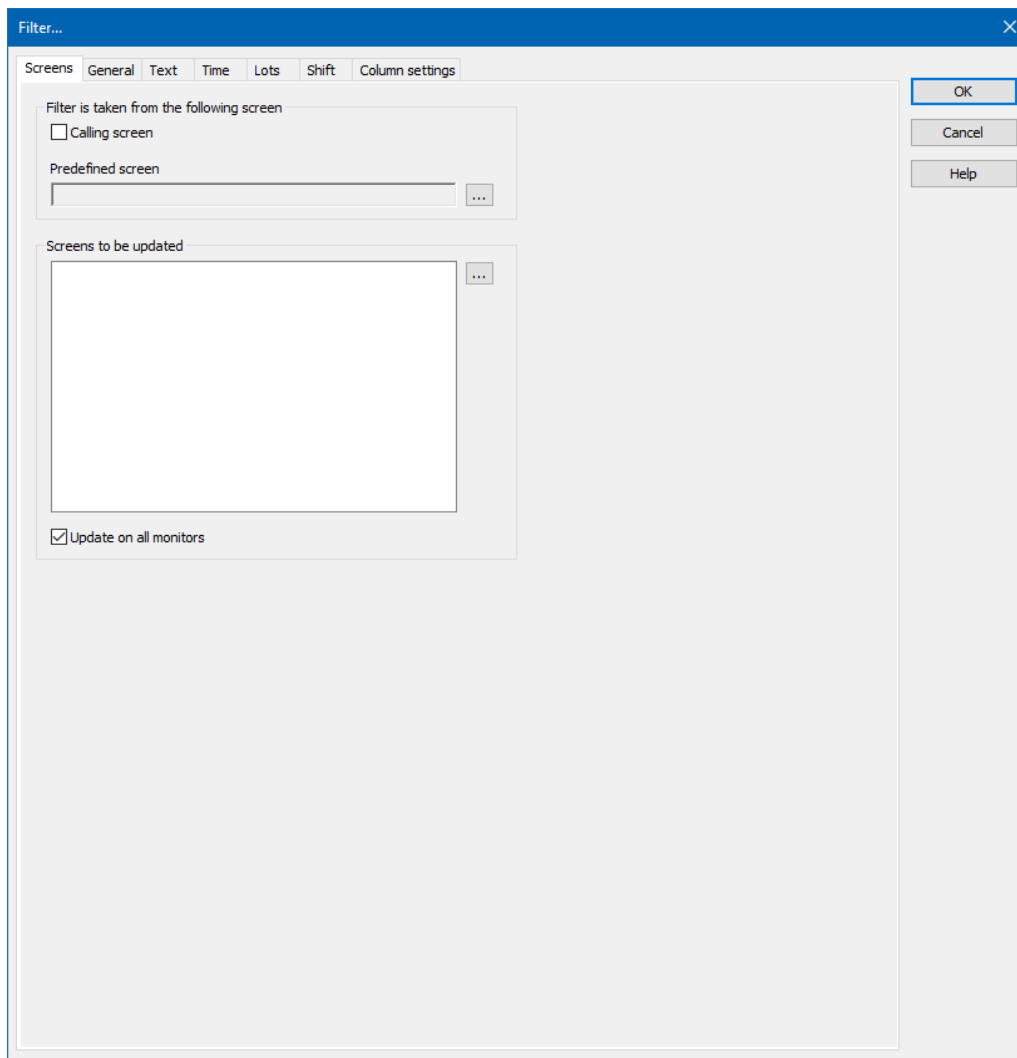 Filter...
Screens General Text Time Lots Shift Column settings
Filter is taken from the following screen
OK
Calling screen
Cancel
Predefined screen
Help
...
Screens to be updated
...
Update on all monitors